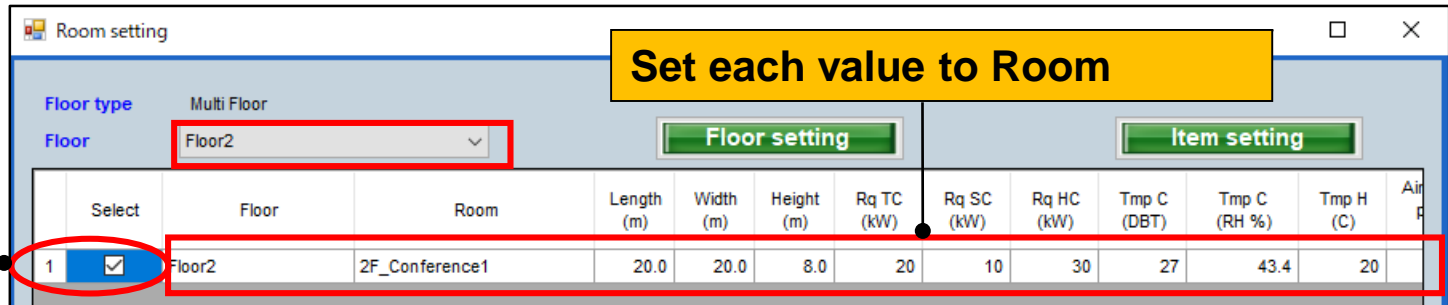 Room setting
Set each value to Room
Floor type Multi Floor
Floor Floor2
Floor setting Item setting
Select Floor Room Length (m) Width (m) Height (m) Rq TC (kW) Rq SC (kW) Rq HC (kW) Tmp C (DBT) Tmp C (RH %) Tmp H (C) Air
1 Floor2 2F_Conference1 20.0 20.0 8.0 20 10 30 27 43.4 20